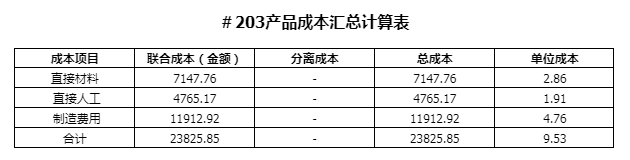 # 203产品成本汇总计算表
成本项目 联合成本（金额） 分离成本 总成本 单位成本
直接材料 7147.76 - 7147.76 2.86
直接人工 4765.17 - 4765.17 1.91
制造费用 11912.92 - 11912.92 4.76
合计 23825.85 - 23825.85 9.53